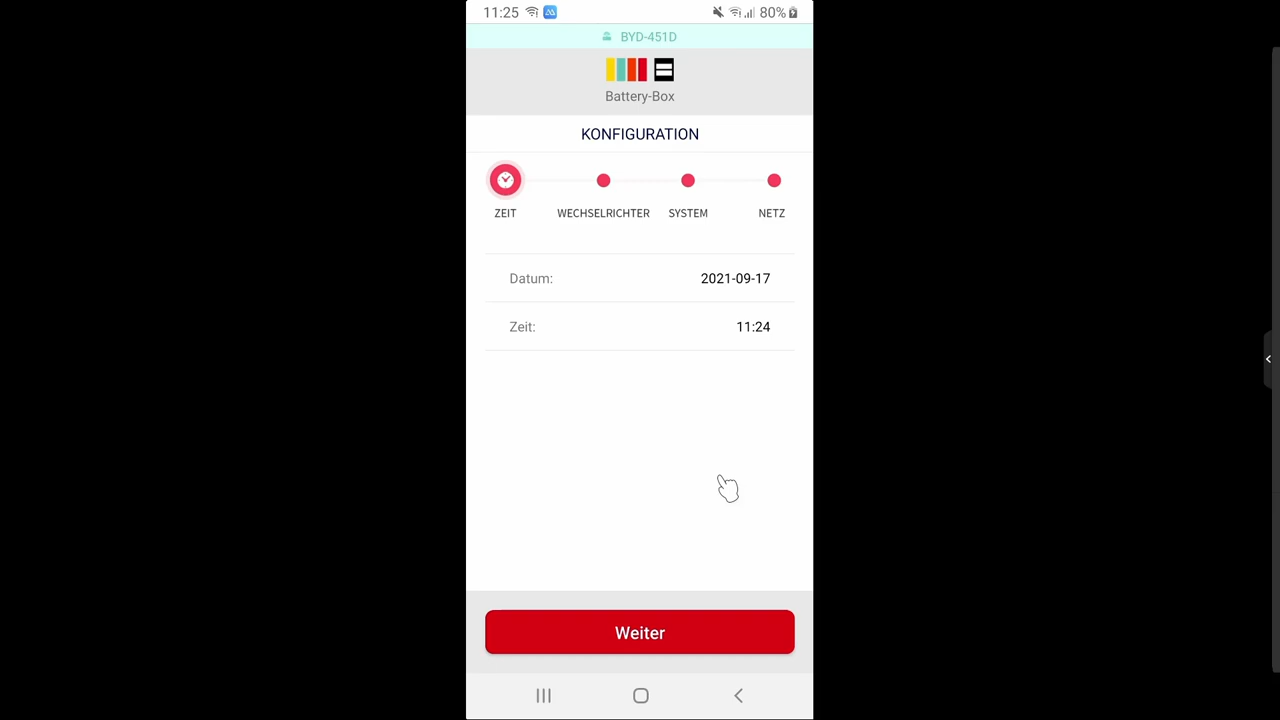 11:25 80%
BYD-451D
Battery-Box
KONFIGURATION
ZEIT WECHSELRICHTER SYSTEM NETZ
Datum: 2021-09-17
Zeit: 11:24
Weiter